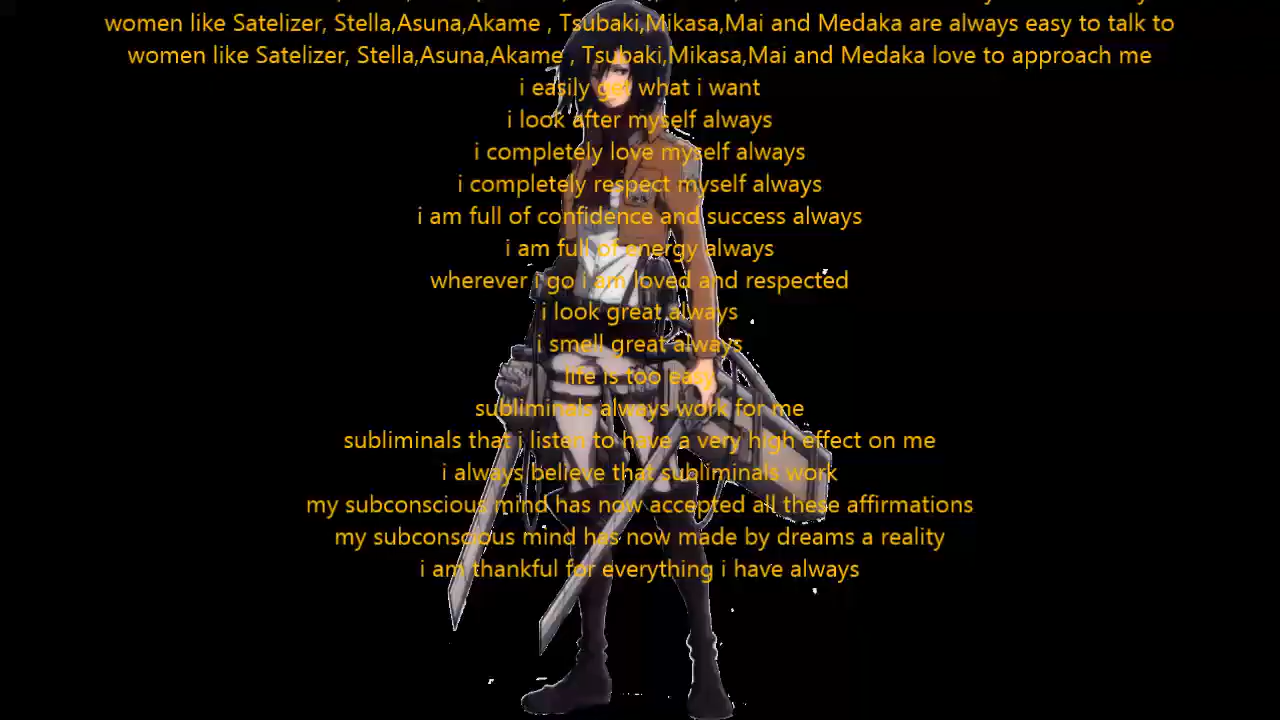 women like Satelizer, Stella,Asuna,Akame , Tsubaki,Mikasa,Mai and Medaka are always easy to talk to
women like Satelizer, Stella,Asuna,Akame , Tsubaki,Mikasa,Mai and Medaka love to approach me
i easily get what i want
i look after myself always
i completely love myself always
i completely respect myself always
i am full of confidence and success always
i am full of energy always
wherever i go i am loved and respected
i look great always
i smell great always
life is too easy
subliminals always work for me
subliminals that i listen to have a very high effect on me
i always believe that subliminals work
my subconscious mind has now accepted all these affirmations
my subconscious mind has now made by dreams a reality
i am thankful for everything i have always